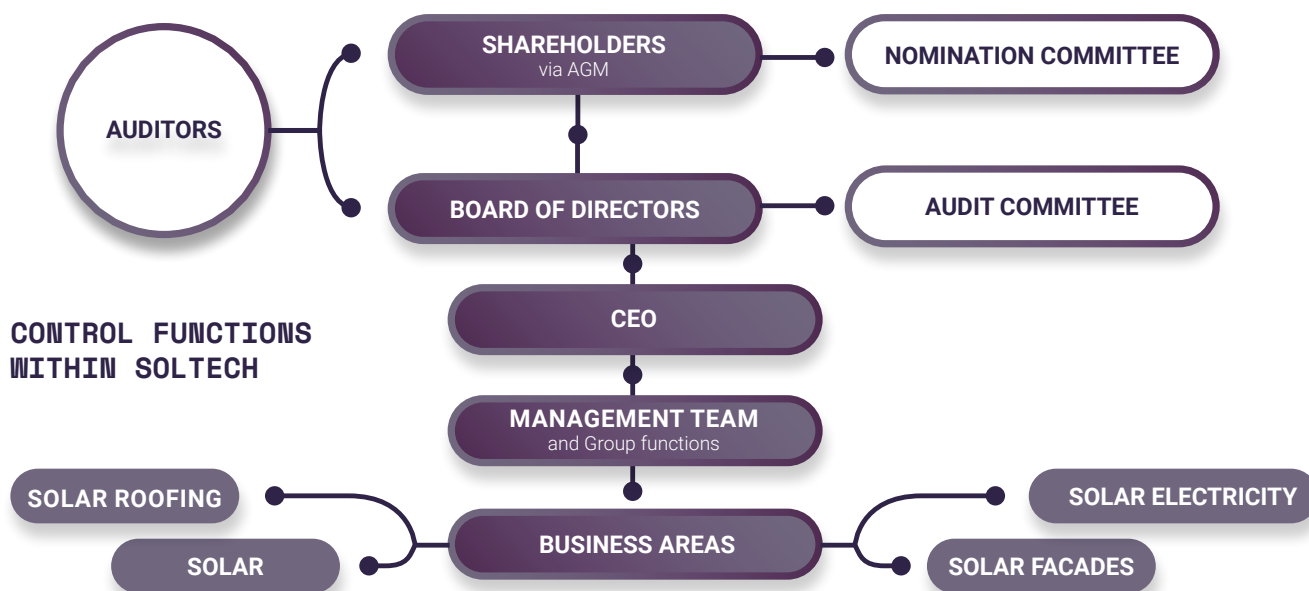 SHAREHOLDERS
via AGM
NOMINATION COMMITTEE
AUDITORS
BOARD OF DIRECTORS
AUDIT COMMITTEE
CEO
CONTROL FUNCTIONS
WITHIN SOLTECH
MANAGEMENT TEAM
and Group functions
SOLAR ROOFING
SOLAR ELECTRICITY
BUSINESS AREAS
SOLAR
SOLAR FACADES